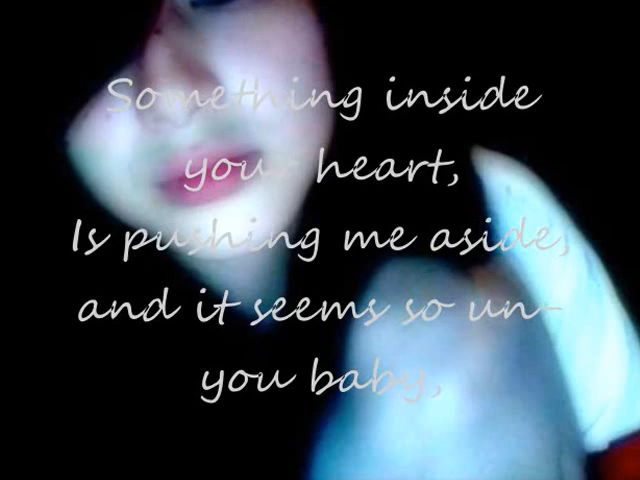 Something inside
your heart,
Is pushing me aside,
and it seems so un-
you baby,